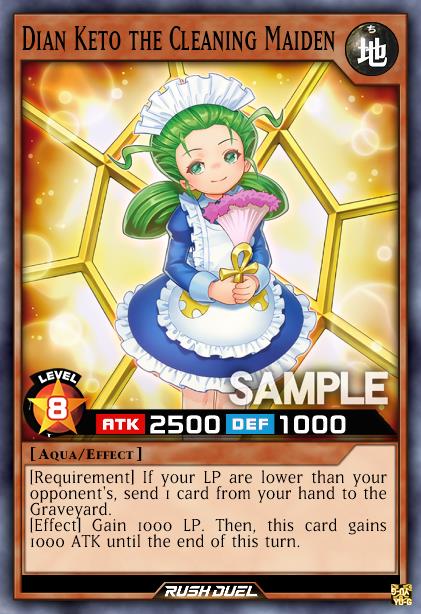 DIAN KETO THE CLEANING MAIDEN
ち
地
SAMPLE
LEVEL
8
ATK 2500 DEF 1000
[AQUA/EFFECT]
[Requirement] If your LP are lower than your
opponent's, send 1 card from your hand to the
Graveyard.
[Effect] Gain 1000 LP. Then, this card gains
1000 ATK until the end of this turn.
RUSH DUEL